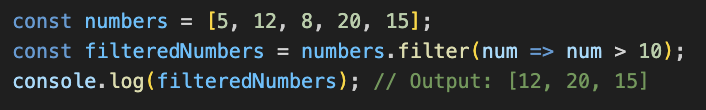 const numbers = [5, 12, 8, 20, 15];
const filteredNumbers = numbers.filter(num => num > 10);
console.log(filteredNumbers); // Output: [12, 20, 15]